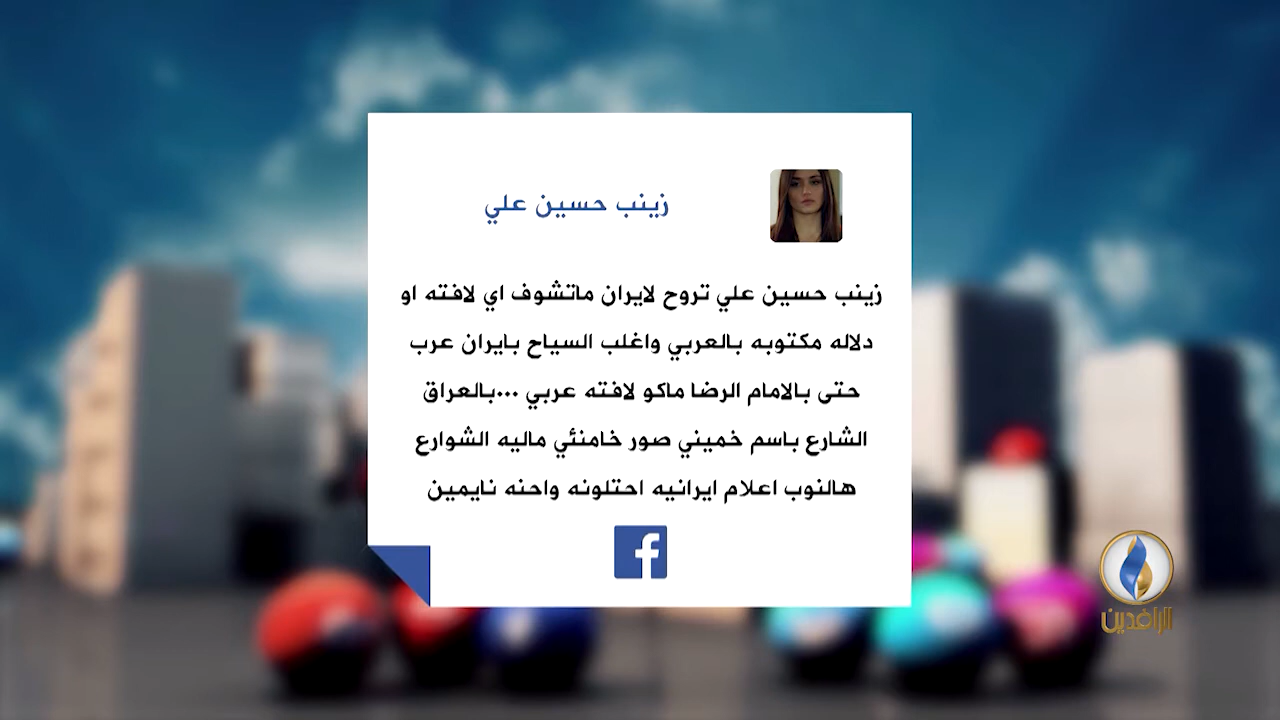 زينب حسين علي
زينب حسين علي تروح لايران ماتشوف اي لافته او
دلاله مكتوبه بالعربي واغلب السياح بايران عرب
حتى بالامام الرضا ماكو لافته عربي ...بالعراق
الشارع باسم خميني صور خامنئي ماليه الشوارع
هالنوب اعلام ايرانيه احتلونه واحنه نايمين
f
الرافدين